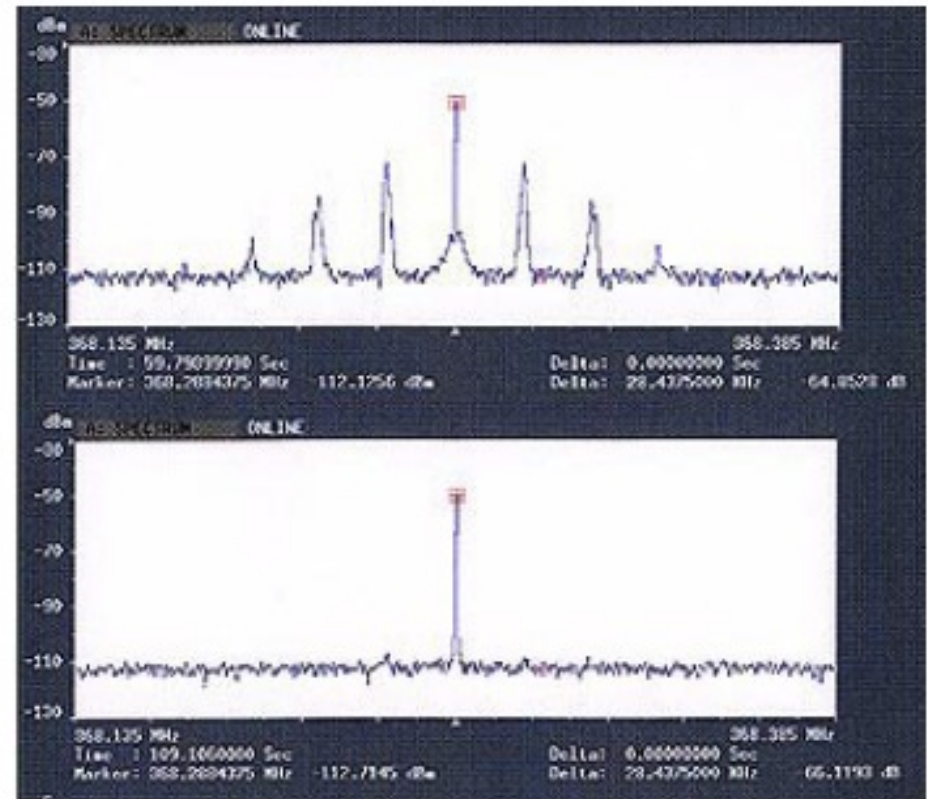 dBm A: SPECTRUM ONLINE
-30
-50
-70
-90
-110
-130
368.135 MHz 368.385 MHz
Time : Sec Delta: 0.00000000 Sec
Marker: 368.2884375 MHz -112.1256 dBm Delta: 28.4375000 KHz -64.8528 dB
dBm A: SPECTRUM ONLINE
-30
-50
-70
-90
-110
-130
368.135 MHz 368.385 MHz
Time : 109.1060000 Sec Delta: 0.00000000 Sec
Marker: 368.2884375 MHz -112.7145 dBm Delta: 28.4375000 KHz -66.1193 dB